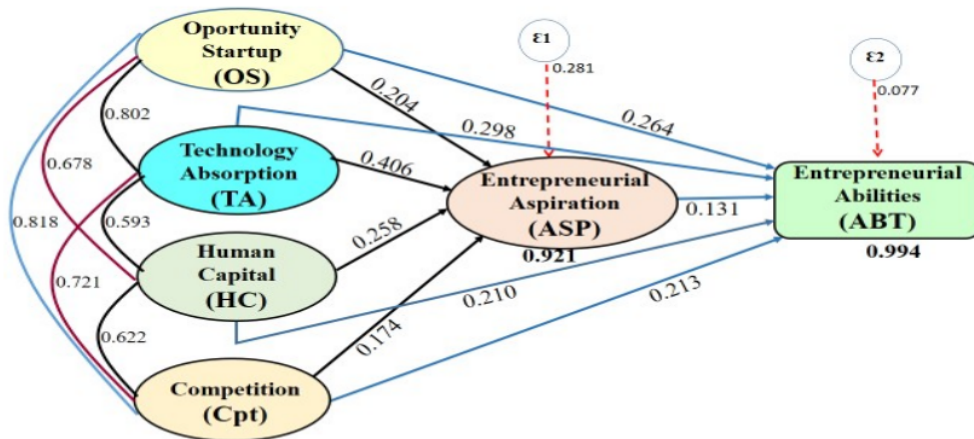 Oportunity
Startup
(OS)
ε1
0.281
ε2
0.077
0.802
0.204
0.298
0.264
0.678
Technology
Absorption
(TA)
0.406
Entrepreneurial
Aspiration
(ASP)
0.921
0.131
Entrepreneurial
Abilities
(ABT)
0.994
0.818
0.593
0.258
Human
Capital
(HC)
0.721
0.210
0.213
0.622
0.174
Competition
(Cpt)